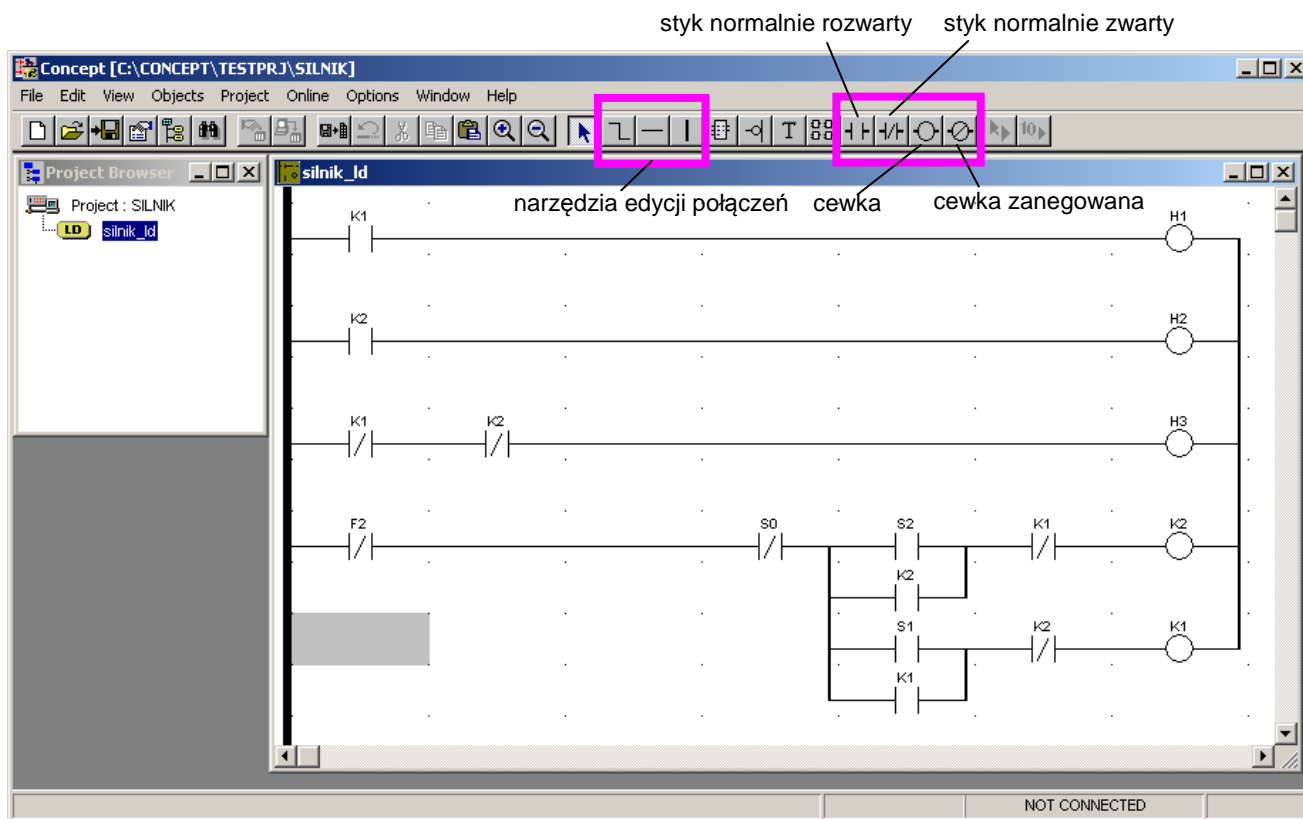 styk normalnie rozwarty styk normalnie zwarty
Concept [C:\CONCEPT\TESTPRJ\SILNIK]
File Edit View Objects Project Online Options Window Help
T 10
Project Browser
silnik_ld
Project : SILNIK
LD silnik_ld
narzędzia edycji połączeń cewka cewka zanegowana
K1 H1
K2 H2
K1 K2 H3
F2 S0 S2 K1 K2
K2
S1 K2 K1
K1
NOT CONNECTED